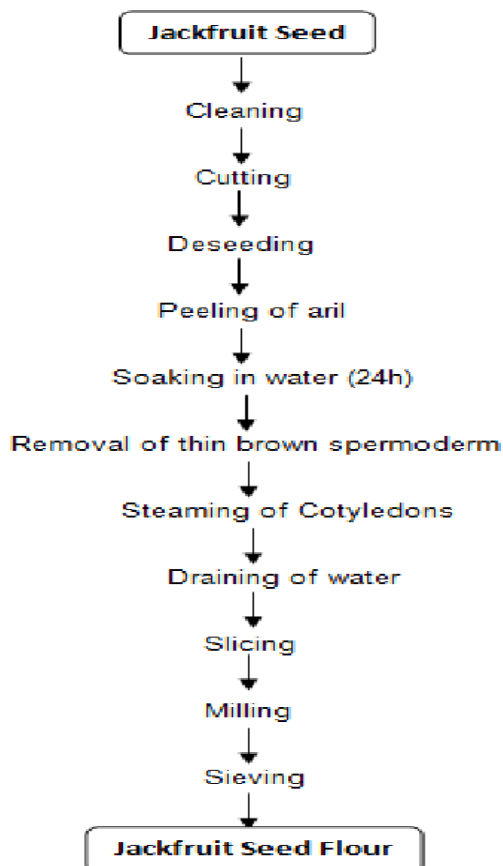 Jackfruit Seed
Cleaning
Cutting
Deseeding
Peeling of aril
Soaking in water (24h)
Removal of thin brown spermoderm
Steaming of Cotyledons
Draining of water
Slicing
Milling
Sieving
Jackfruit Seed Flour